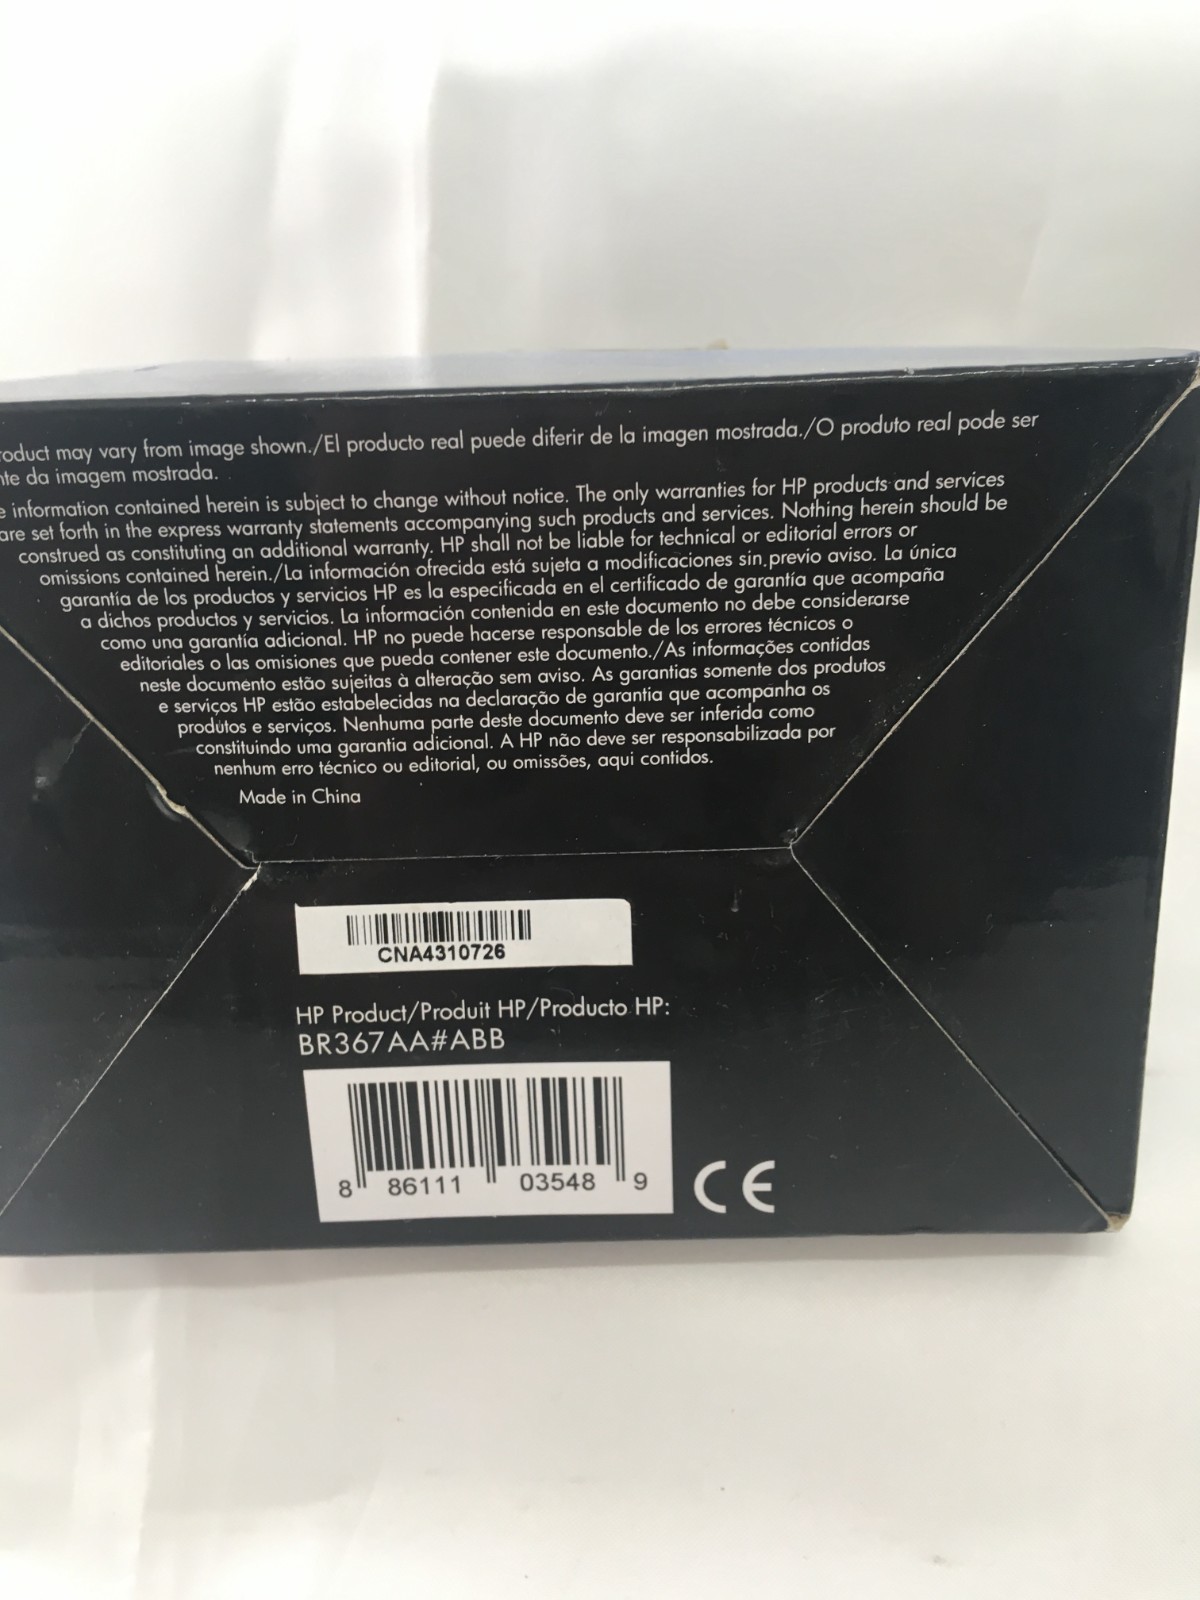 may vary from image shown./El producto real puede diferir de la imagen mostrada./O produto real pode ser
da imagem mostrada.
information contained herein is subject to change without notice. The only warranties for HP products and services
are set forth in the express warranty statements accompanying such products and services. Nothing herein should be
construed as constituting an additional warranty. HP shall not be liable for technical or editorial errors or
omissions contained herein./La información ofrecida está sujeta a modificaciones sin previo aviso. La única
garantía de los productos y servicios HP es la especificada en el certificado de garantía que acompaña
a dichos productos y servicios. La información contenida en este documento no debe considerarse
como una garantía adicional. HP no puede hacerse responsable de los errores técnicos o
editoriales o las omisiones que pueda contener este documento./As informações contidas
neste documento estão sujeitas à alteração sem aviso. As garantias somente dos produtos
e serviços HP estão estabelecidas na declaração de garantia que acompanha os
produtos e serviços. Nenhuma parte deste documento deve ser inferida como
constituindo uma garantia adicional. A HP não deve ser responsabilizada por
nenhum erro técnico ou editorial, ou omissões, aqui contidos.
Made in China
CNA4310726
HP Product/Produit HP/Producto HP:
BR367AA#ABB
8 86111 03548 9
CE